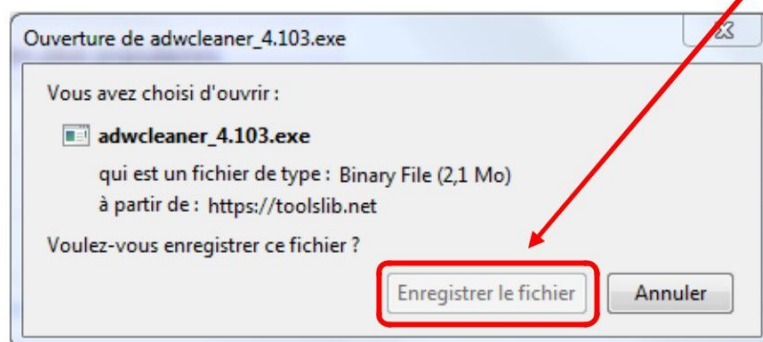 Ouverture de adwcleaner_4.103.exe
Vous avez choisi d'ouvrir :
adwcleaner_4.103.exe
qui est un fichier de type : Binary File (2,1 Mo)
à partir de : https://toolslib.net
Voulez-vous enregistrer ce fichier ?
Enregistrer le fichier Annuler